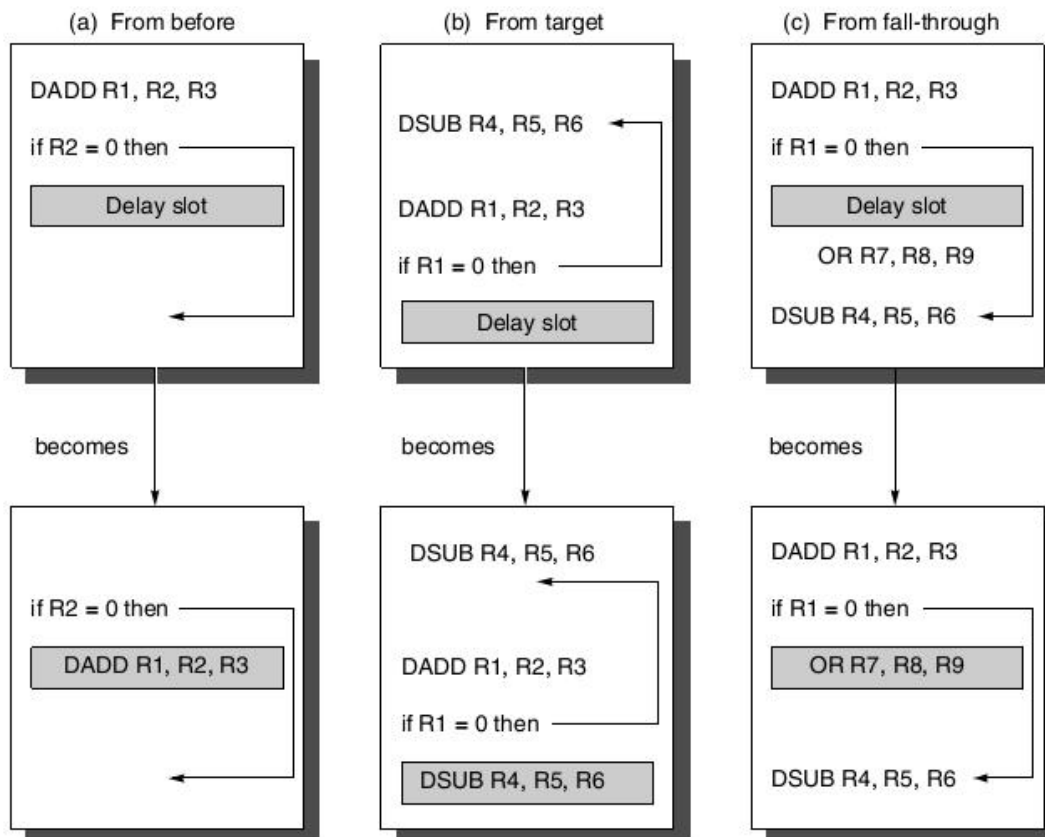 (a) From before
DADD R1, R2, R3
if R2 = 0 then
Delay slot
becomes
if R2 = 0 then
DADD R1, R2, R3
(b) From target
DSUB R4, R5, R6
DADD R1, R2, R3
if R1 = 0 then
Delay slot
becomes
DSUB R4, R5, R6
DADD R1, R2, R3
if R1 = 0 then
DSUB R4, R5, R6
(c) From fall-through
DADD R1, R2, R3
if R1 = 0 then
Delay slot
OR R7, R8, R9
DSUB R4, R5, R6
becomes
DADD R1, R2, R3
if R1 = 0 then
OR R7, R8, R9
DSUB R4, R5, R6